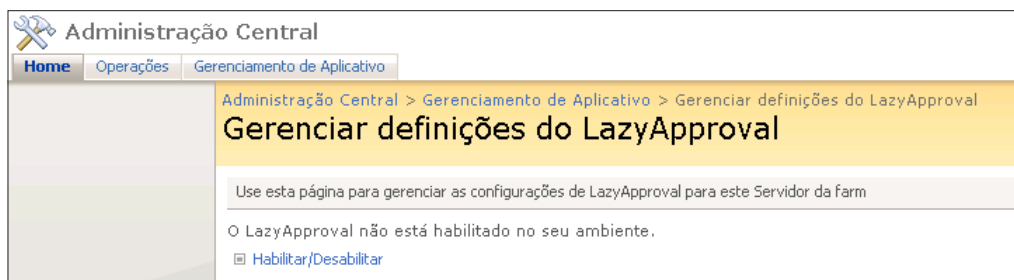 Administração Central
Home Operações Gerenciamento de Aplicativo
Administração Central > Gerenciamento de Aplicativo > Gerenciar definições do LazyApproval
Gerenciar definições do LazyApproval
Use esta página para gerenciar as configurações de LazyApproval para este Servidor da farm
O LazyApproval não está habilitado no seu ambiente.
Habilitar/Desabilitar